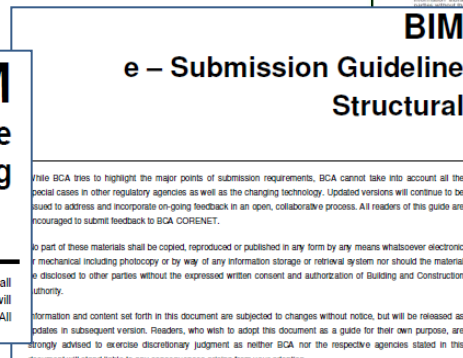 BIM
e – Submission Guideline
Structural
While BCA tries to highlight the major points of submission requirements, BCA cannot take into account all the
special cases in other regulatory agencies as well as the changing technology. Updated versions will continue to be
issued to address and incorporate on-going feedback in an open, collaborative process. All readers of this guide are
encouraged to submit feedback to BCA CORENET.
No part of these materials shall be copied, reproduced or published in any form by any means whatsoever electronic
or mechanical including photocopy or by way of any information storage or retrieval system nor should the material
be disclosed to other parties without the expressed written consent and authorization of Building and Construction
Authority.
Information and content set forth in this document are subjected to changes without notice, but will be released as
updates in subsequent version. Readers, who wish to adopt this document as a guide for their own purpose, are
strongly advised to exercise discretionary judgment as neither BCA nor the respective agencies stated in this
M
e
g
all
will
All